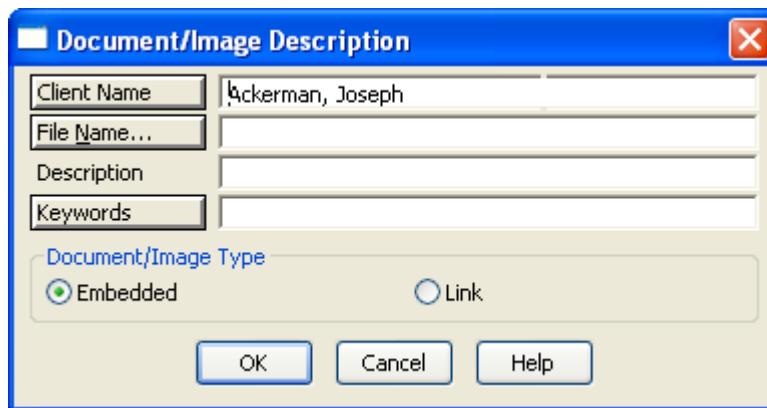 Document/Image Description
Client Name Ackerman, Joseph
File Name...
Description
Keywords
Document/Image Type
Embedded Link
OK Cancel Help